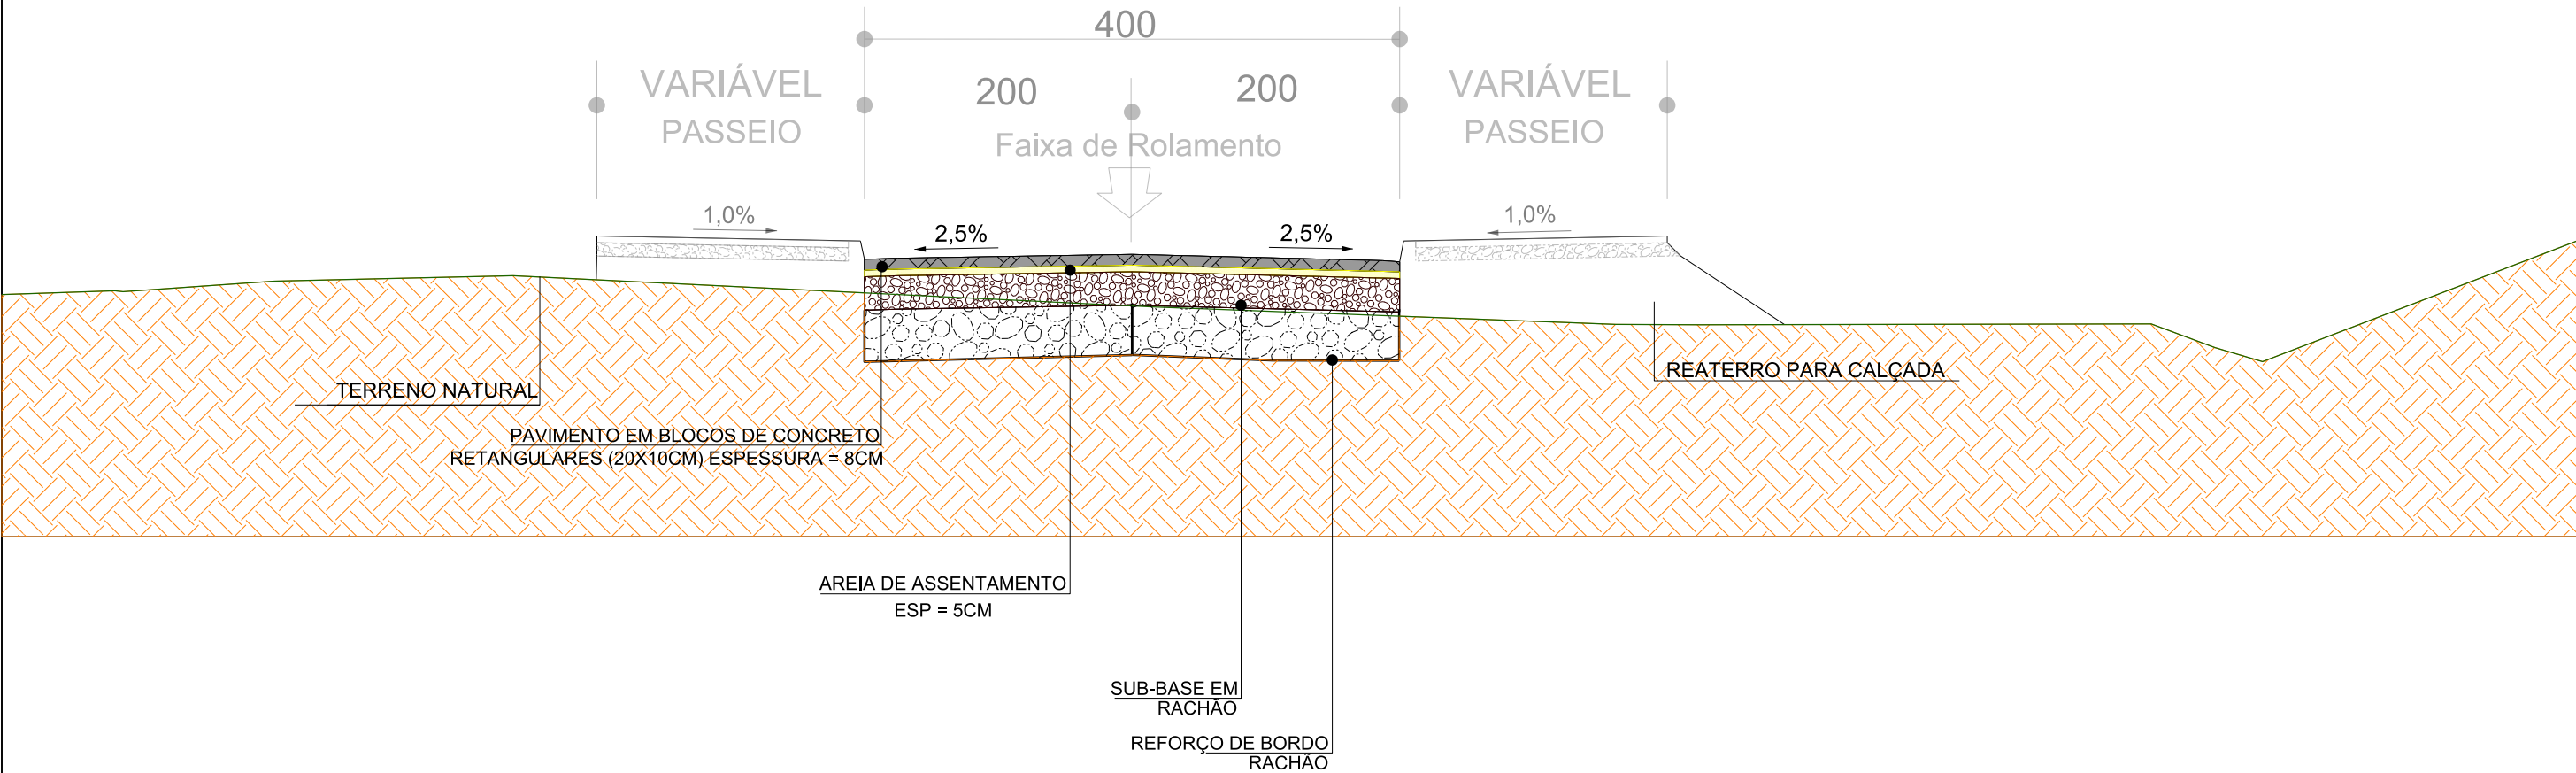 400
VARIÁVEL
200
200
VARIÁVEL
PASSEIO
Faixa de Rolamento
PASSEIO
1,0%
2,5%
2,5%
1,0%
TERRENO NATURAL
REATERRO PARA CALÇADA
PAVIMENTO EM BLOCOS DE CONCRETO
RETANGULARES (20X10CM) ESPESSURA = 8CM
AREIA DE ASSENTAMENTO
ESP = 5CM
SUB-BASE EM
RACHÃO
REFORÇO DE BORDO
RACHÃO